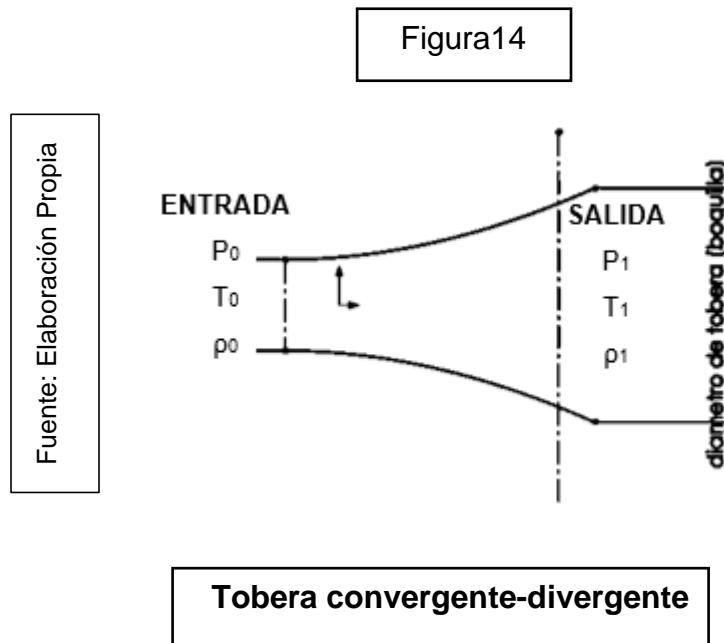 Figura14
Fuente: Elaboración Propia
ENTRADA
P0
T0
ρ0
SALIDA
P1
T1
ρ1
diametro de tobera (boquilla)
Tobera convergente-divergente